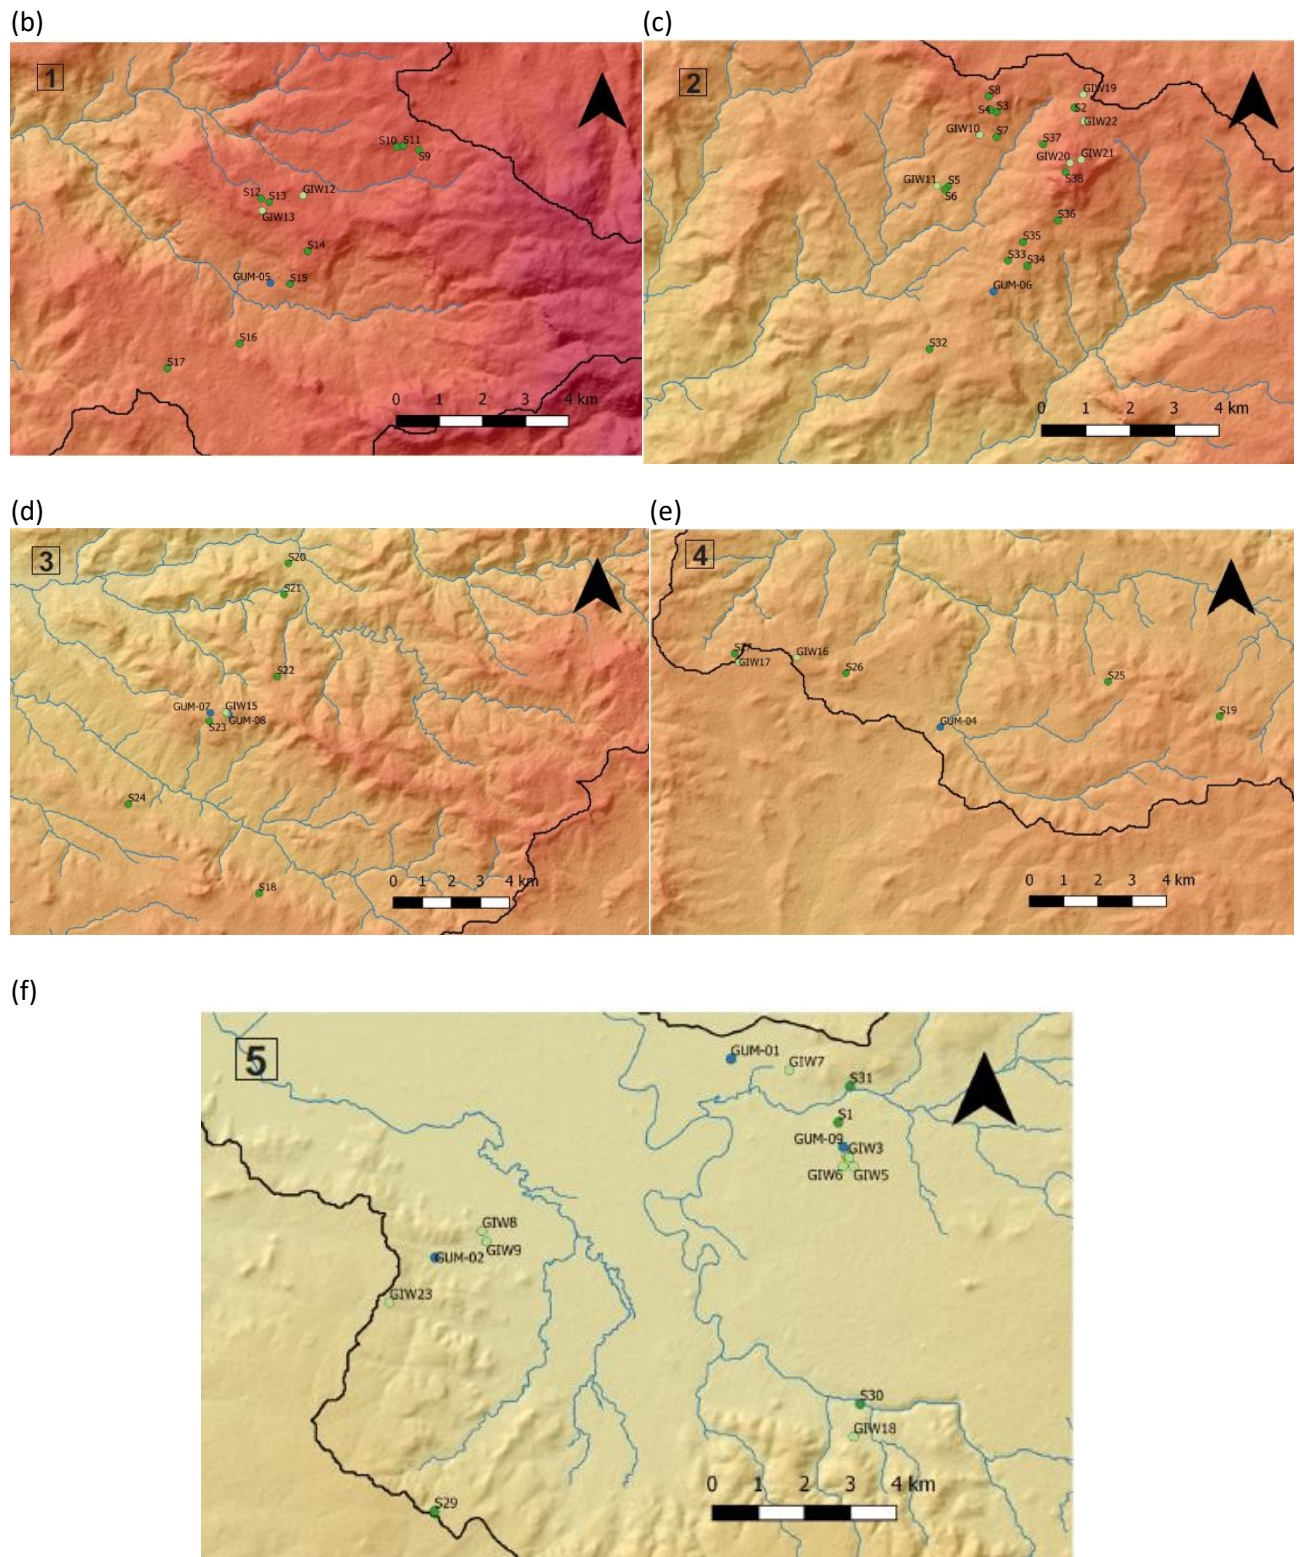 (b)
(c)
1
S10
S11
S9
S12
S13
GIW12
GIW13
S14
GUM-05
S15
S16
S17
0 1 2 3 4 km
2
S8
GIW19
S4
S3
S2
GIW10
S7
GIW22
S37
GIW20
GIW21
S38
GIW11
S5
S6
S36
S35
S33
S34
GUM-06
S32
0 1 2 3 4 km
(d)
(e)
3
S20
S21
S22
GUM-07
GIW15
GUM-08
S23
S24
S18
0 1 2 3 4 km
4
GIW17
GIW16
S26
S25
GUM-04
S19
0 1 2 3 4 km
(f)
5
GUM-01
GIW7
S31
S1
GUM-09
GIW3
GIW6
GIW5
GIW8
GIW9
GUM-02
GIW23
S30
GIW18
S29
0 1 2 3 4 km